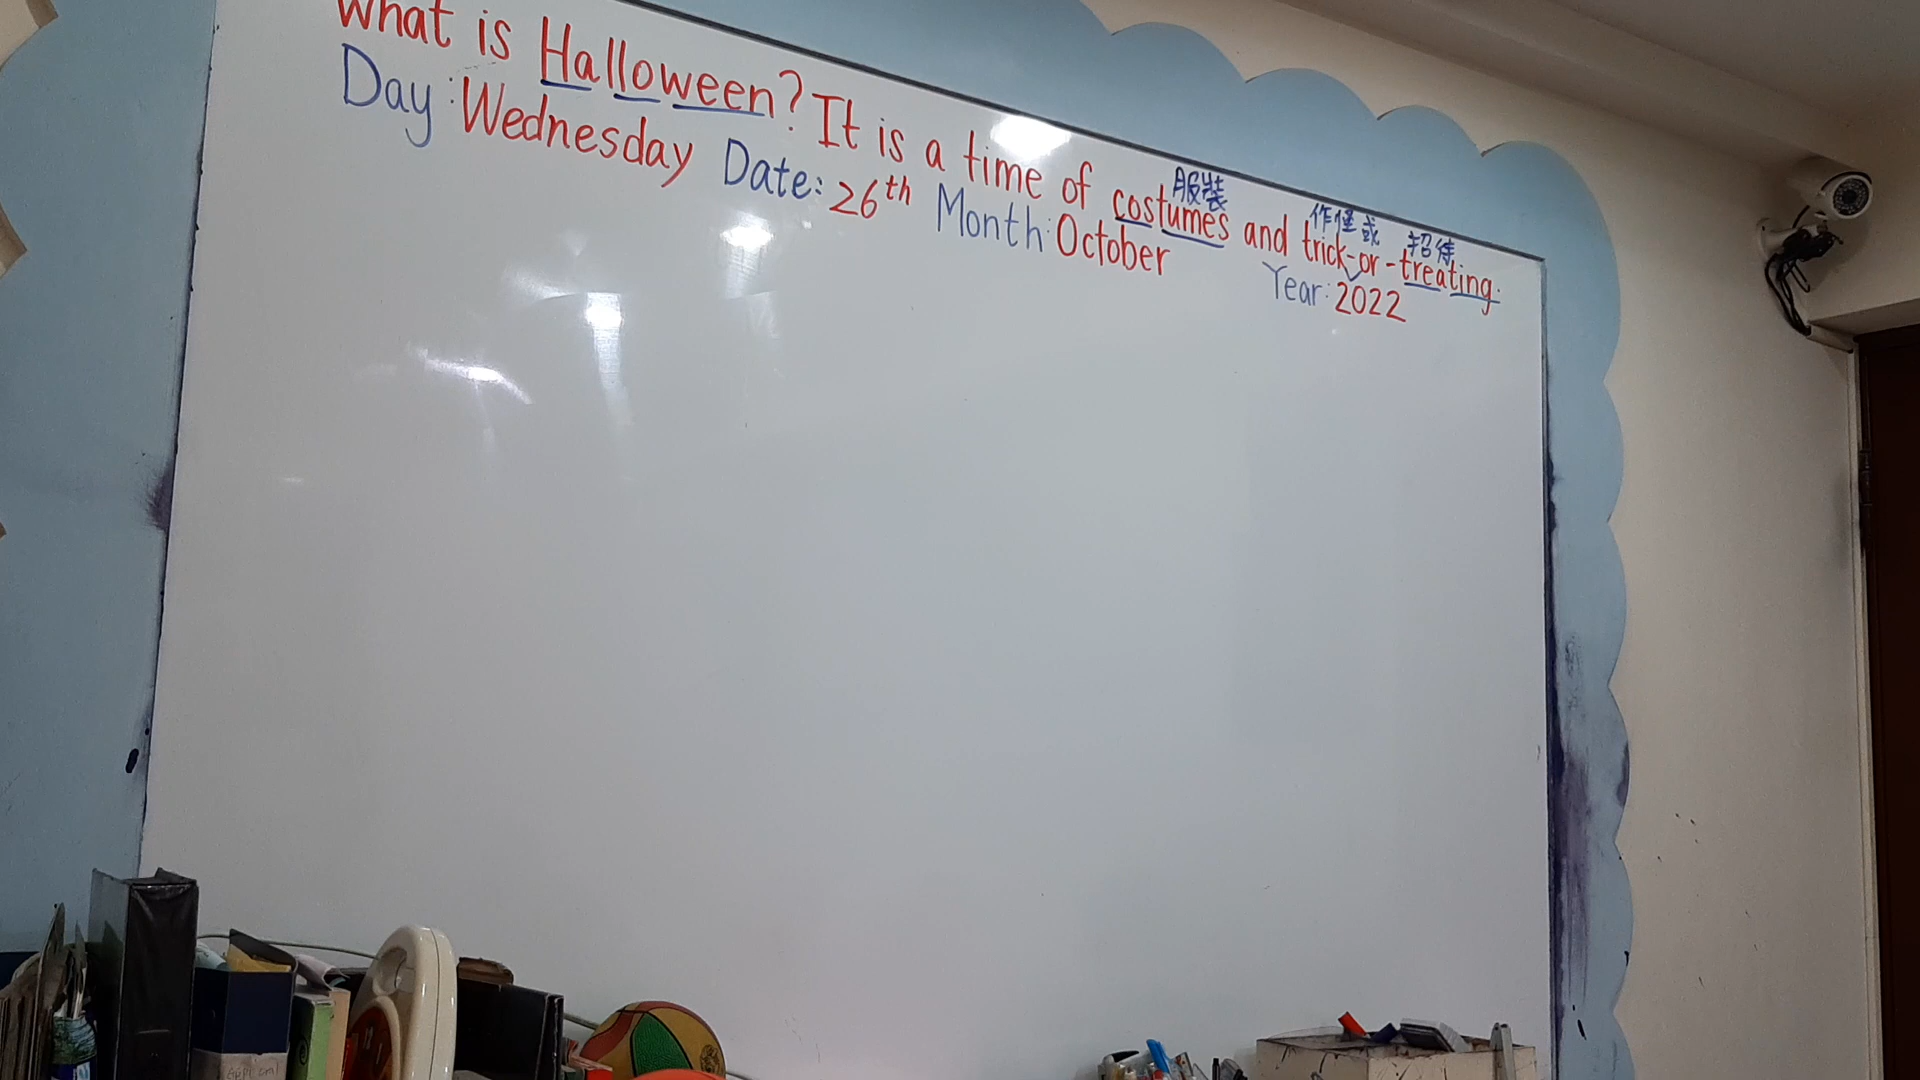 What is Halloween? It is a time of costumes and trick-or-treating.
服裝 作怪或 招待
Day: Wednesday Date: 26th Month: October Year: 2022